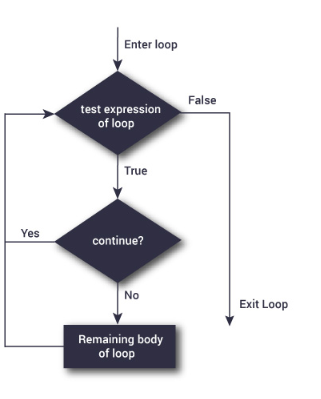 Enter loop
test expression
of loop
False
True
continue?
Yes
No
Remaining body
of loop
Exit Loop